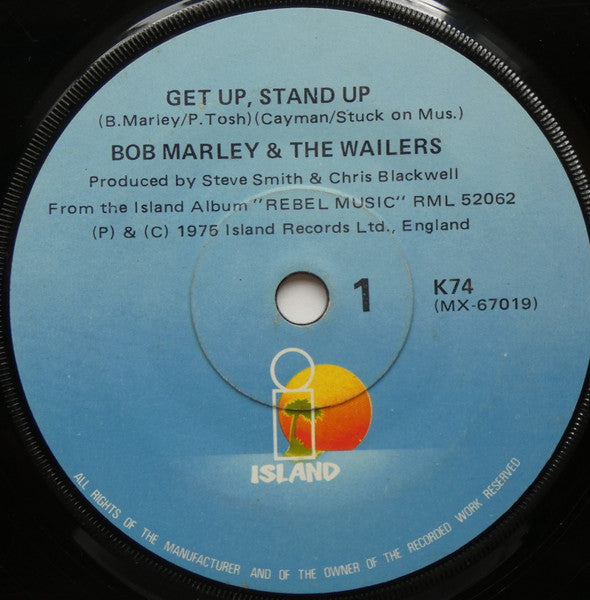 GET UP, STAND UP
(B.Marley/P.Tosh)(Cayman/Stuck on Mus.)
BOB MARLEY & THE WAILERS
Produced by Steve Smith & Chris Blackwell
From the Island Album "REBEL MUSIC" RML 52062
(P) & (C) 1975 Island Records Ltd., England
1
K74
(MX-67019)
i
ISLAND
ALL RIGHTS OF THE MANUFACTURER AND OF THE OWNER OF THE RECORDED WORK RESERVED